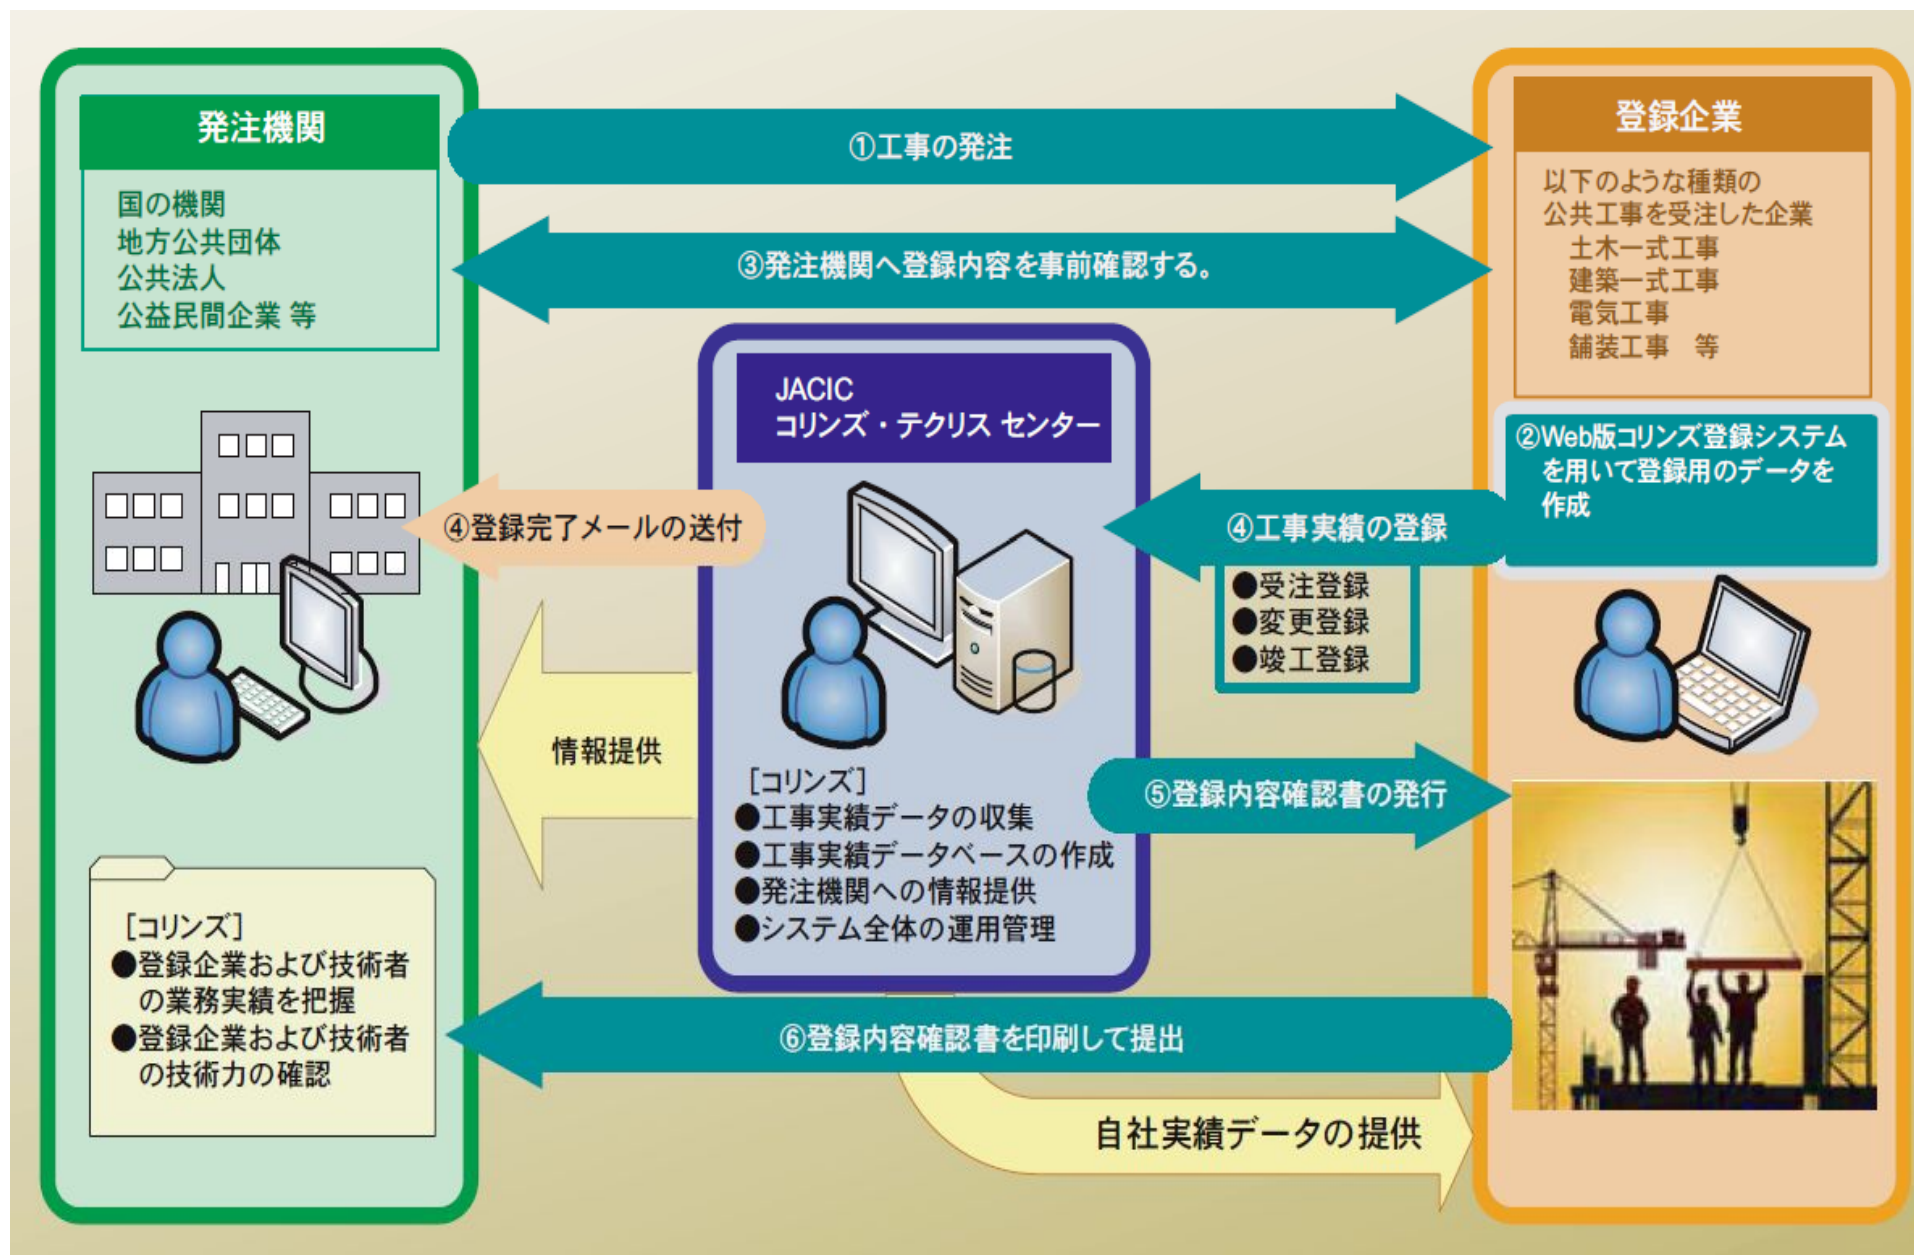 発注機関
国の機関
地方公共団体
公共法人
公益民間企業 等
①工事の発注
③発注機関へ登録内容を事前確認する。
登録企業
以下のような種類の
公共工事を受注した企業
土木一式工事
建築一式工事
電気工事
舗装工事　等
②Web版コリンズ登録システム
を用いて登録用のデータを
作成
JACIC
コリンズ・テクリス センター
④登録完了メールの送付
④工事実績の登録
●受注登録
●変更登録
●竣工登録
情報提供
⑤登録内容確認書の発行
［コリンズ］
●工事実績データの収集
●工事実績データベースの作成
●発注機関への情報提供
●システム全体の運用管理
［コリンズ］
●登録企業および技術者
の業務実績を把握
●登録企業および技術者
の技術力の確認
⑥登録内容確認書を印刷して提出
自社実績データの提供